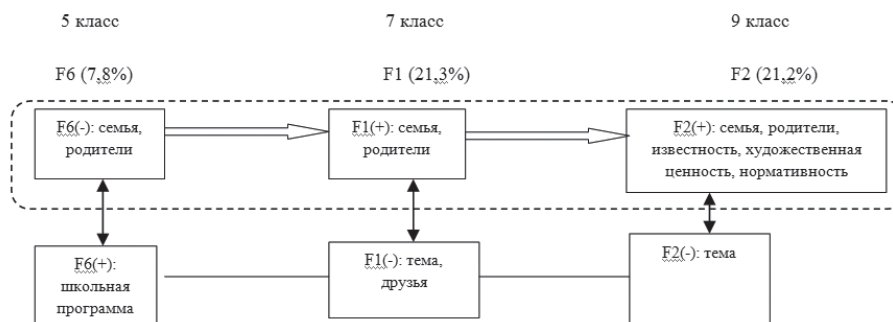 5 класс 7 класс 9 класс
F6 (7,8%) F1 (21,3%) F2 (21,2%)
F6(-): семья,
родители
F1(+): семья,
родители
F2(+): семья, родители,
известность, художественная
ценность, нормативность
F6(+):
школьная
программа
F1(-): тема,
друзья
F2(-): тема